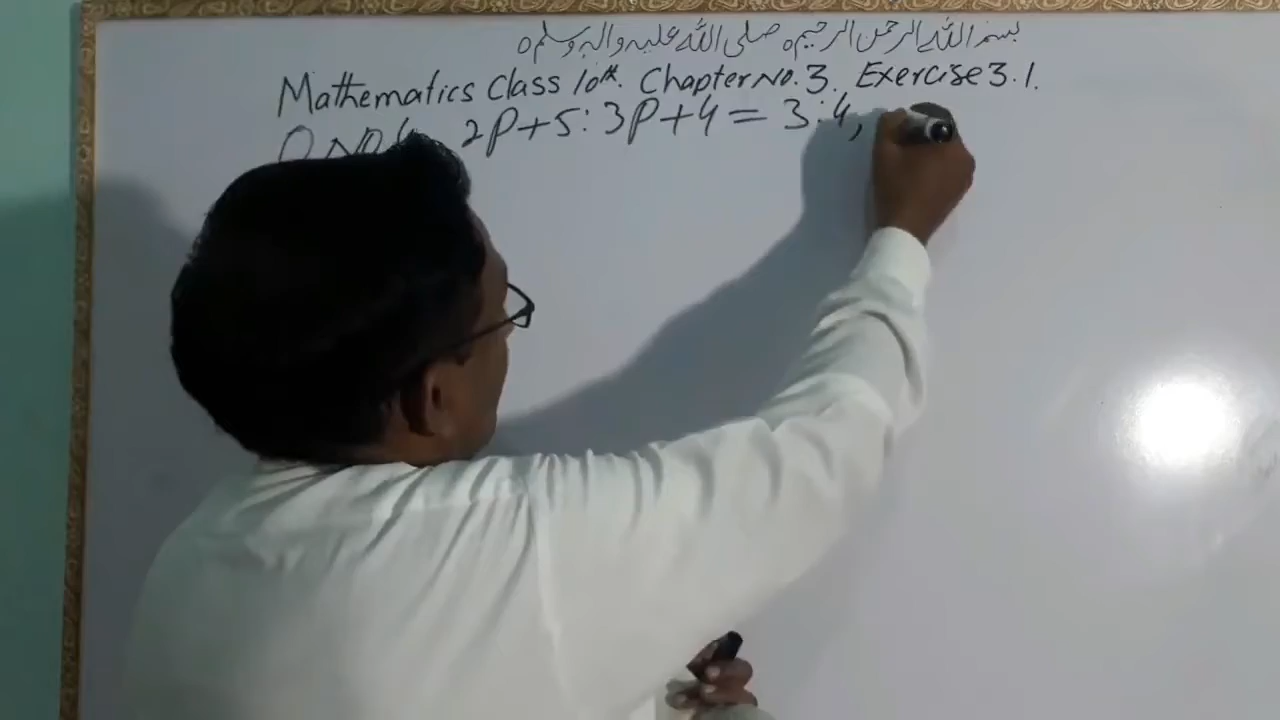 بسم اللہ الرحمن الرحیم ہ صلی اللہ علیہ والہ وسلم ہ
Mathematics Class 10th. Chapter No. 3. Exercise 3.1.
Q NO 2P+5:3P+4=3:4,